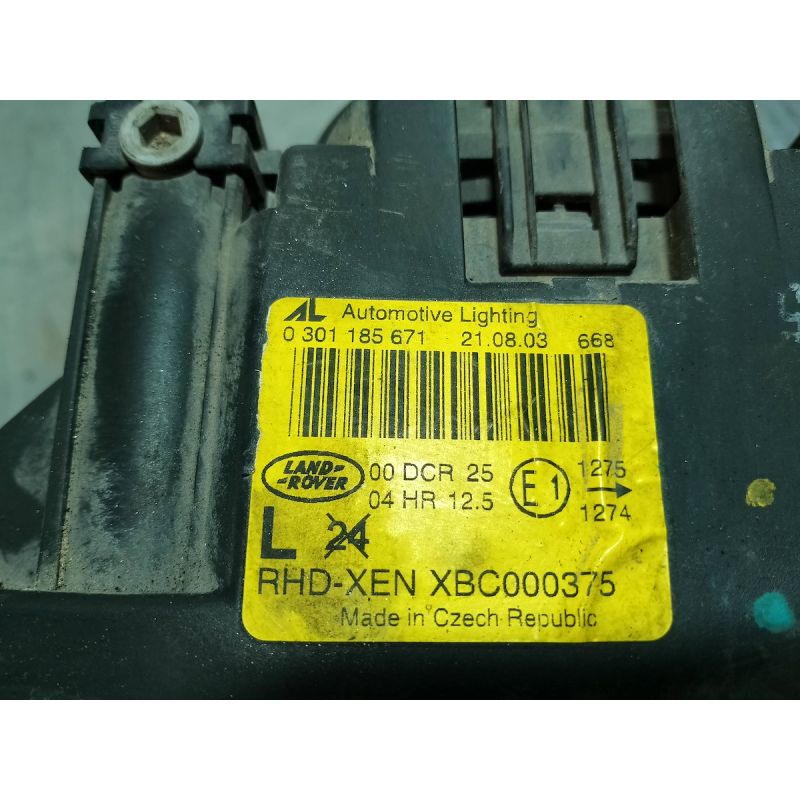 AL Automotive Lighting
0 301 185 671 21.08.03 668
LAND-
-ROVER
00 DCR 25
04 HR 12.5
E1
1275
→
1274
L 24
RHD-XEN XBC000375
Made in Czech Republic